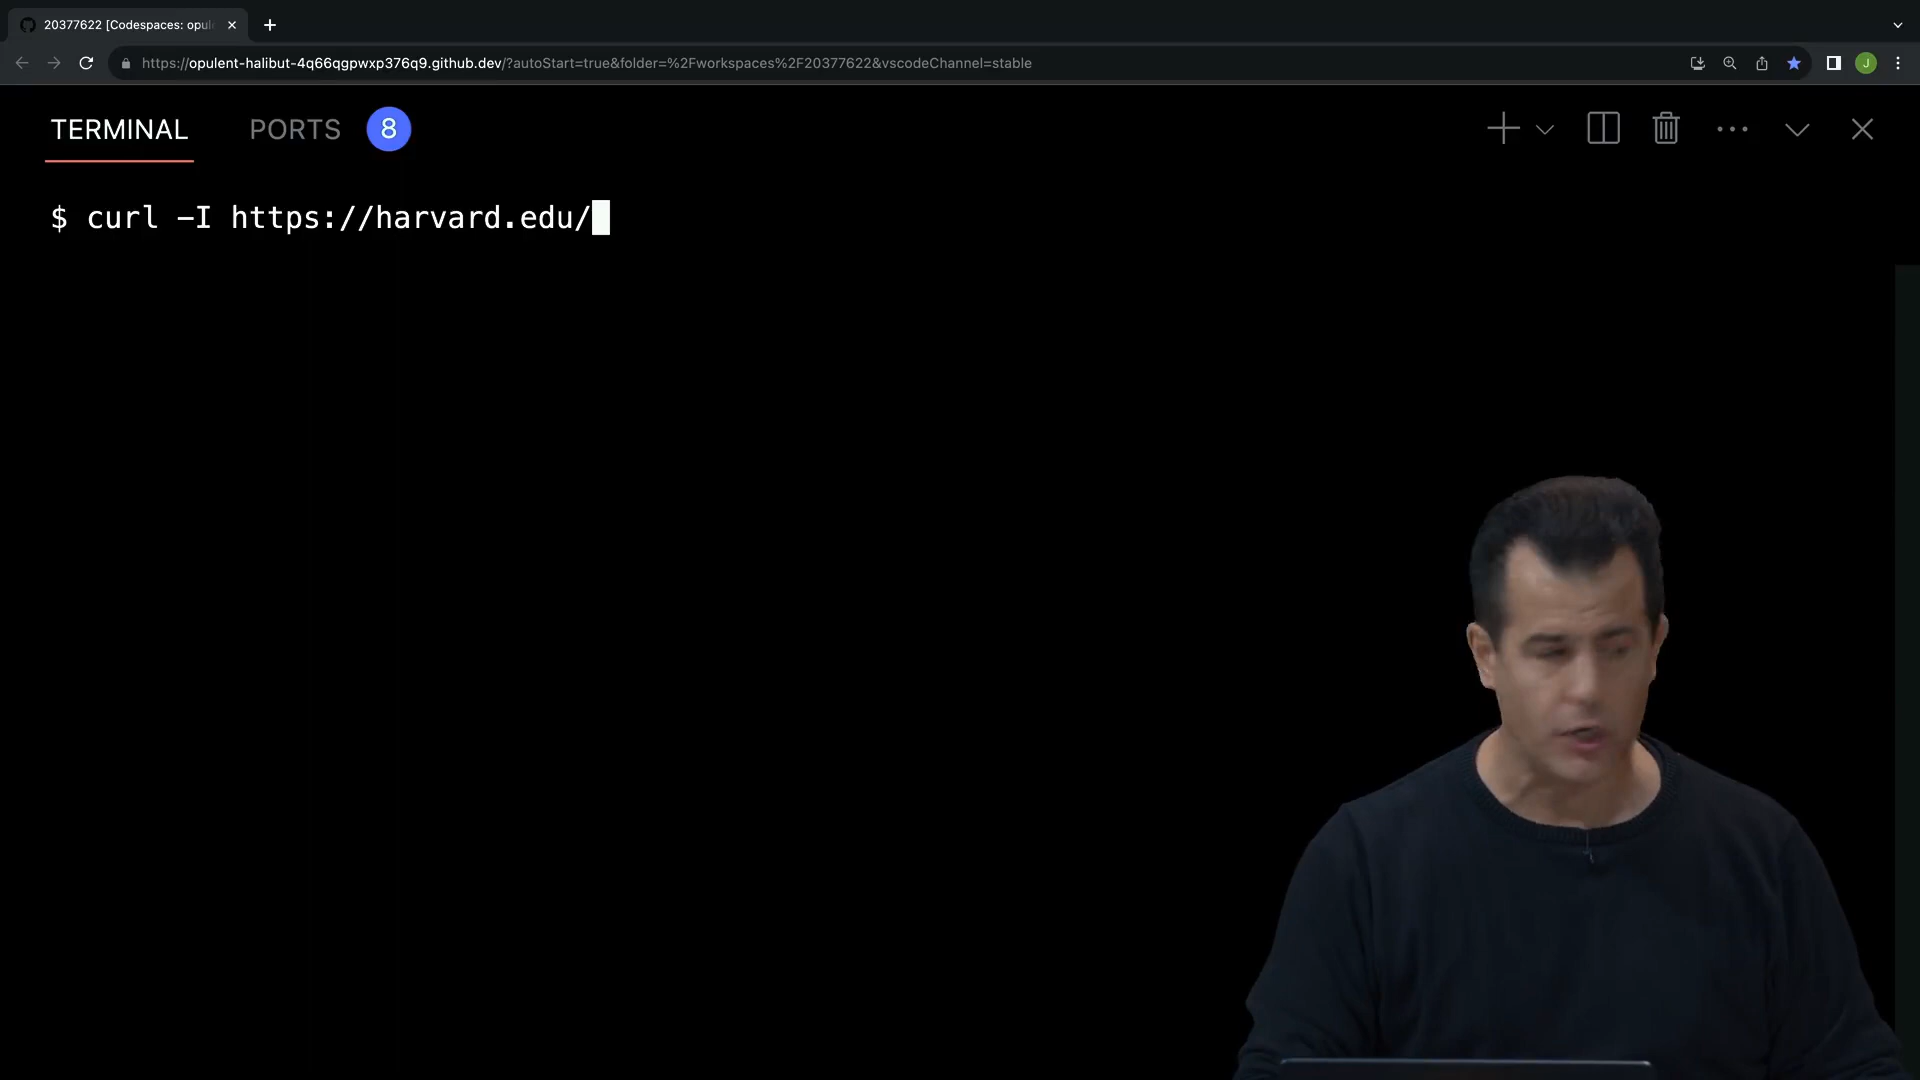 20377622 [Codespaces: opul
https://opulent-halibut-4q66qgpwxp376q9.github.dev/?autoStart=true&folder=%2Fworkspaces%2F20377622&vscodeChannel=stable
J
TERMINAL PORTS 8
$ curl -I https://harvard.edu/